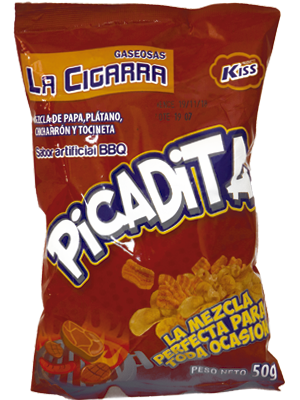 GASEOSAS
LA CIGARRA
Kiss
MEZCLA DE PAPA, PLÁTANO,
CHICHARRÓN Y TOCINETA
Sabor artificial BBQ
PiCADiTA
LA MEZCLA
PERFECTA PARA
TODA OCASIÓN
PESO NETO 50g